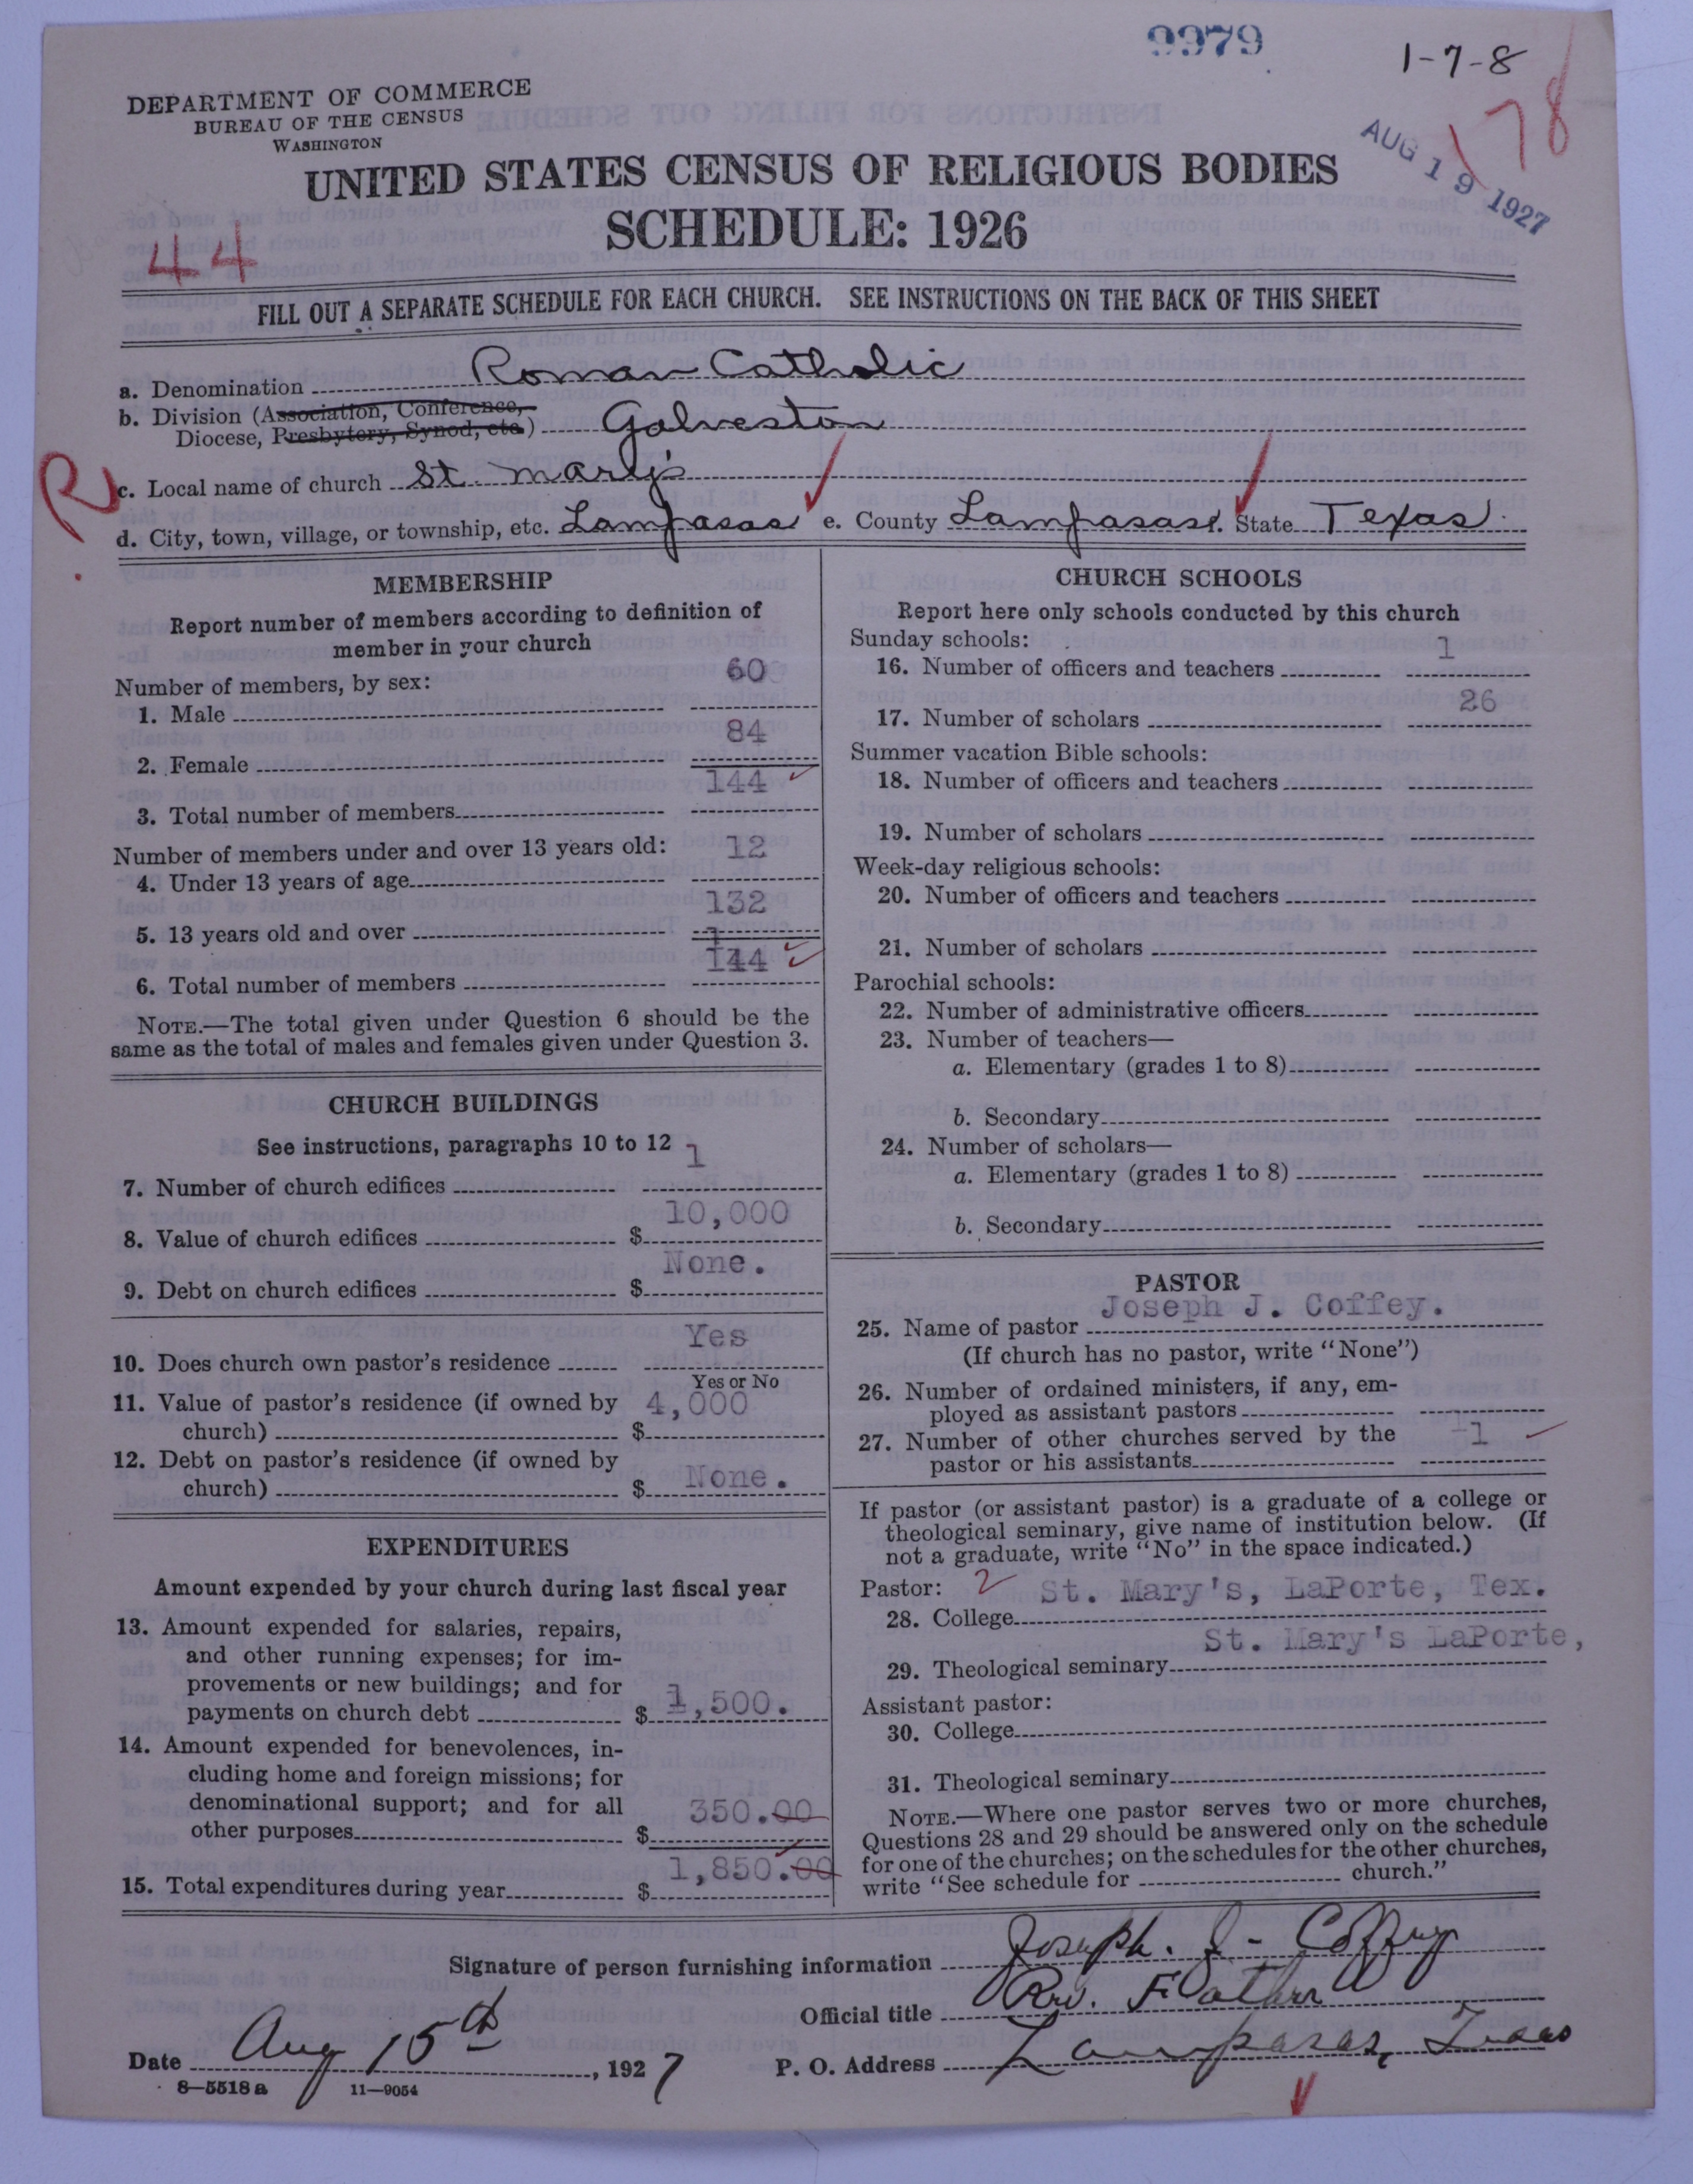 9979
1-7-8
178
DEPARTMENT OF COMMERCE
BUREAU OF THE CENSUS
WASHINGTON
AUG 19 1927
UNITED STATES CENSUS OF RELIGIOUS BODIES
SCHEDULE: 1926
44
FILL OUT A SEPARATE SCHEDULE FOR EACH CHURCH. SEE INSTRUCTIONS ON THE BACK OF THIS SHEET
a. Denomination Roman Catholic
b. Division (Association, Conference,
Diocese, Presbytery, Synod, etc.) Galveston
R
c. Local name of church St Mary's
d. City, town, village, or township, etc. Lampasas e. County Lampasas. State Texas
MEMBERSHIP
Report number of members according to definition of
member in your church
Number of members, by sex:
1. Male 60
2. Female 84
3. Total number of members 144
Number of members under and over 13 years old:
4. Under 13 years of age 12
5. 13 years old and over 132
6. Total number of members 144
NOTE.—The total given under Question 6 should be the
same as the total of males and females given under Question 3.
CHURCH BUILDINGS
See instructions, paragraphs 10 to 12
7. Number of church edifices 1
8. Value of church edifices $ 10,000
9. Debt on church edifices $ None.
10. Does church own pastor's residence Yes
Yes or No
11. Value of pastor's residence (if owned by
church) $ 4,000
12. Debt on pastor's residence (if owned by
church) $ None.
EXPENDITURES
Amount expended by your church during last fiscal year
13. Amount expended for salaries, repairs,
and other running expenses; for im-
provements or new buildings; and for
payments on church debt $ 1,500.
14. Amount expended for benevolences, in-
cluding home and foreign missions; for
denominational support; and for all
other purposes $ 350.00
15. Total expenditures during year $ 1,850.00
CHURCH SCHOOLS
Report here only schools conducted by this church
Sunday schools:
16. Number of officers and teachers 1
17. Number of scholars 26
Summer vacation Bible schools:
18. Number of officers and teachers
19. Number of scholars
Week-day religious schools:
20. Number of officers and teachers
21. Number of scholars
Parochial schools:
22. Number of administrative officers
23. Number of teachers—
a. Elementary (grades 1 to 8)
b. Secondary
24. Number of scholars—
a. Elementary (grades 1 to 8)
b. Secondary
PASTOR
25. Name of pastor Joseph J. Coffey.
(If church has no pastor, write "None")
26. Number of ordained ministers, if any, em-
ployed as assistant pastors
27. Number of other churches served by the
pastor or his assistants -1
If pastor (or assistant pastor) is a graduate of a college or
theological seminary, give name of institution below. (If
not a graduate, write "No" in the space indicated.)
Pastor: 2
28. College St. Mary's, LaPorte, Tex.
29. Theological seminary St. Mary's LaPorte,
Assistant pastor:
30. College
31. Theological seminary
NOTE.—Where one pastor serves two or more churches,
Questions 28 and 29 should be answered only on the schedule
for one of the churches; on the schedules for the other churches,
write "See schedule for church."
Signature of person furnishing information Joseph. J - Coffey
Official title Rev. Father
Date Aug 15th, 1927 P. O. Address Lampasas, Texas
8-5518 a 11-9054